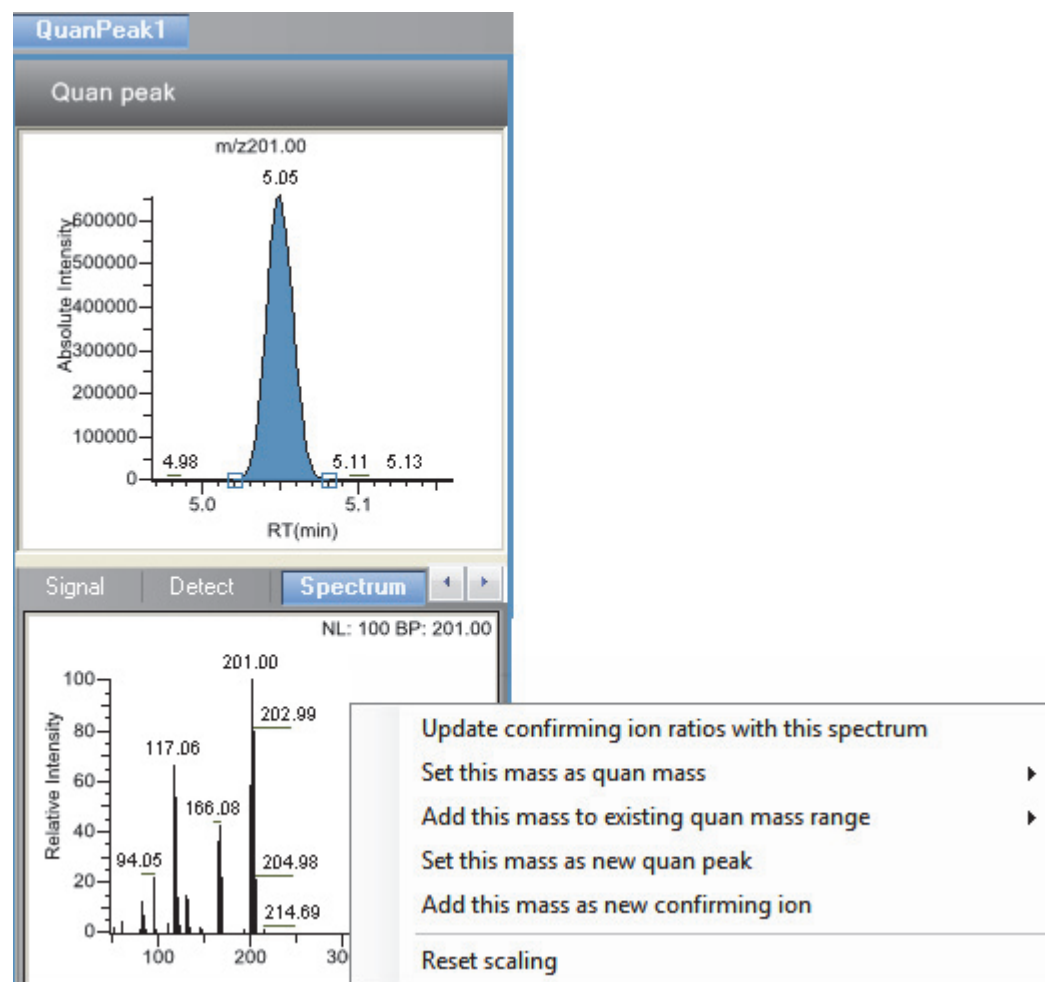 QuanPeak1
Quan peak
m/z201.00
5.05
Absolute Intensity
600000
500000
400000
300000
200000
100000
0
4.98
5.11 5.13
5.0 5.1
RT(min)
Signal Detect Spectrum
NL: 100 BP: 201.00
201.00
Relative Intensity
100
80
60
40
20
0
202.99
117.06
166.08
94.05
204.98
214.69
100 200 30
Update confirming ion ratios with this spectrum
Set this mass as quan mass
Add this mass to existing quan mass range
Set this mass as new quan peak
Add this mass as new confirming ion
Reset scaling